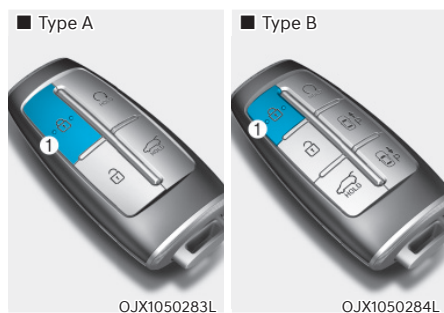 ■ Type A
■ Type B
1
1
HOLD
OJX1050283L
OJX1050284L